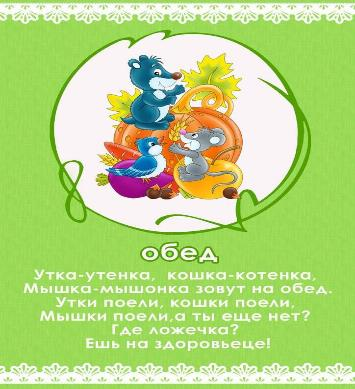 обед
Утка-утенка, кошка-котенка,
Мышка-мышонка зовут на обед.
Утки поели, кошки поели,
Мышки поели,а ты еще нет?
Где ложечка?
Ешь на здоровьеце!